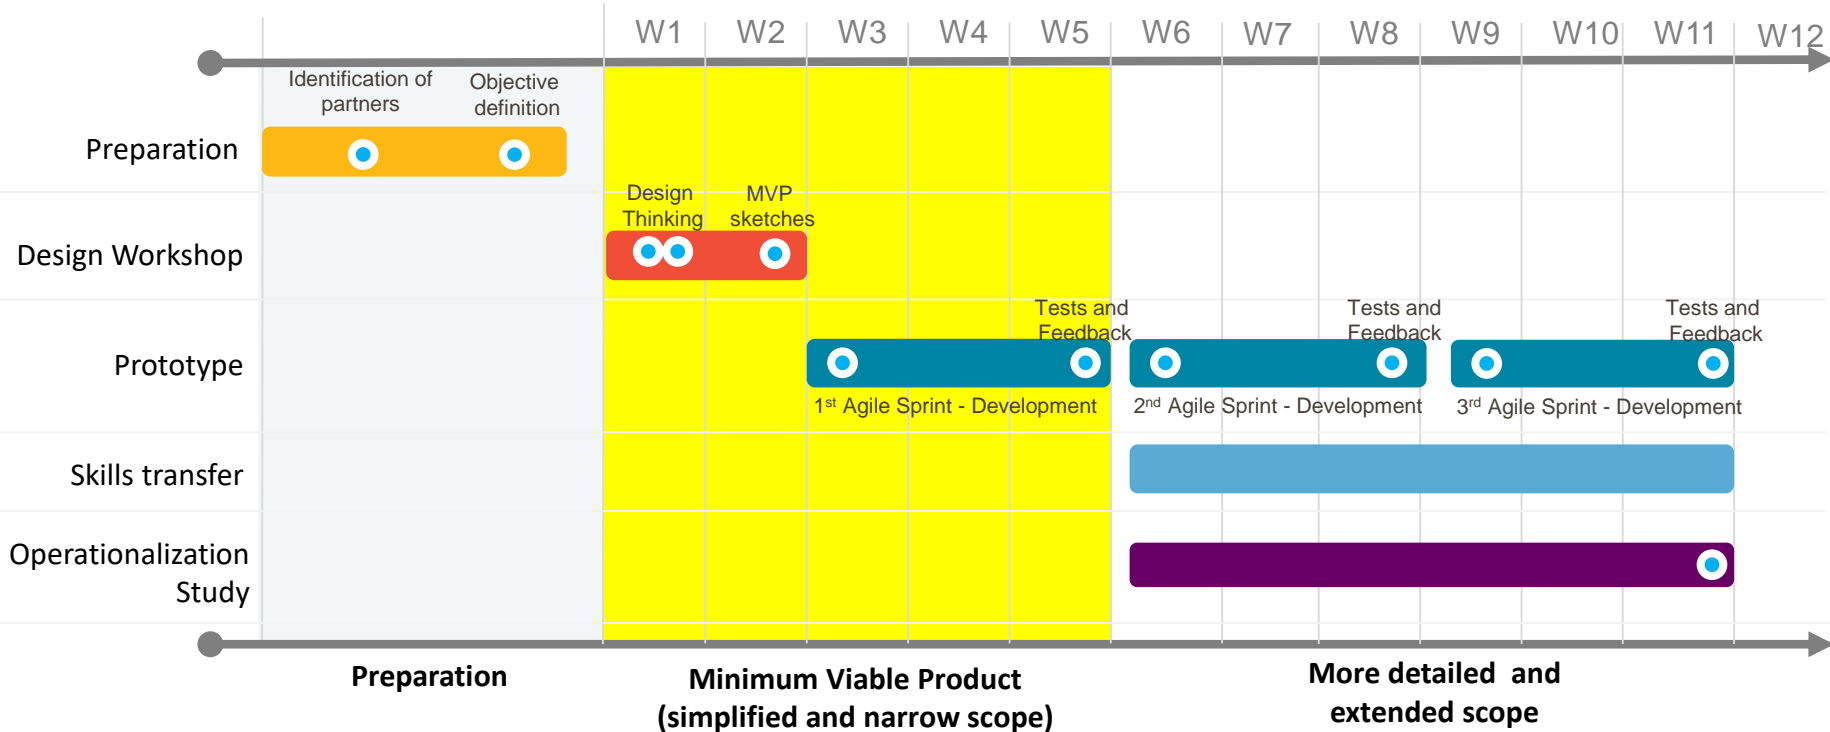 W1 W2 W3 W4 W5 W6 W7 W8 W9 W10 W11 W12
Identification of
partners
Objective
definition
Preparation
Design
Thinking
MVP
sketches
Design Workshop
Tests and
Feedback
Tests and
Feedback
Tests and
Feedback
Prototype
1st Agile Sprint - Development
2nd Agile Sprint - Development
3rd Agile Sprint - Development
Skills transfer
Operationalization
Study
Preparation
Minimum Viable Product
(simplified and narrow scope)
More detailed and
extended scope